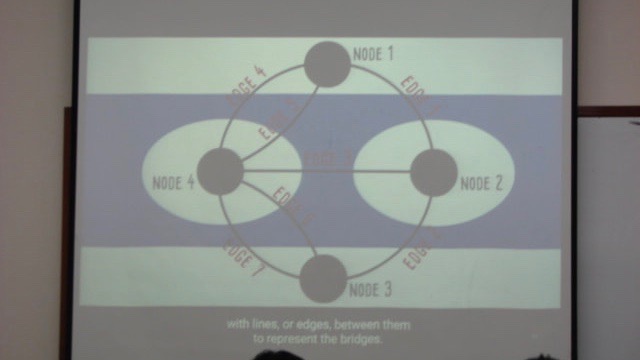 NODE 1
EDGE 4
EDGE
EDGE
NODE 4
EDGE
NODE 2
EDGE
EDGE 7
EDGE
NODE 3
with lines, or edges, between them
to represent the bridges.